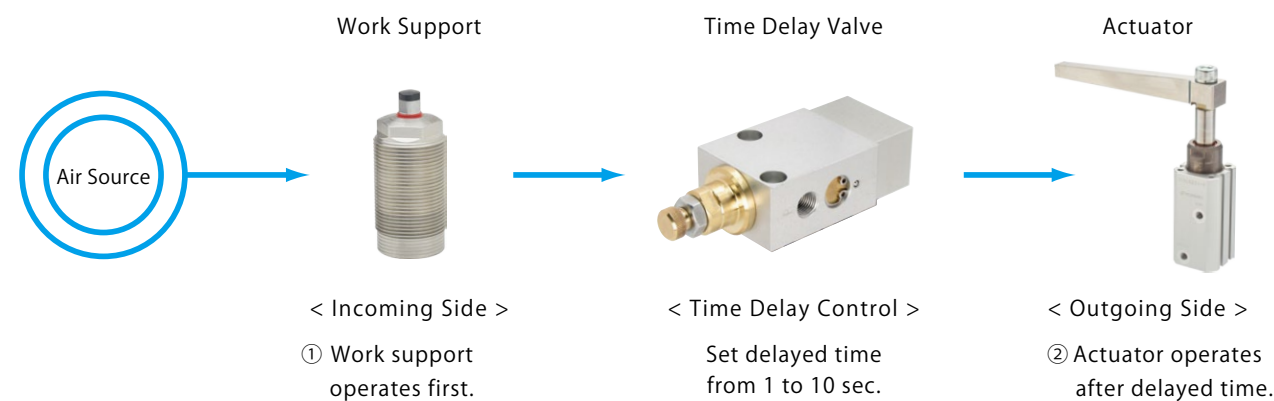 Work Support
Time Delay Valve
Actuator
Air Source
< Incoming Side >
< Time Delay Control >
< Outgoing Side >
① Work support
operates first.
Set delayed time
from 1 to 10 sec.
② Actuator operates
after delayed time.